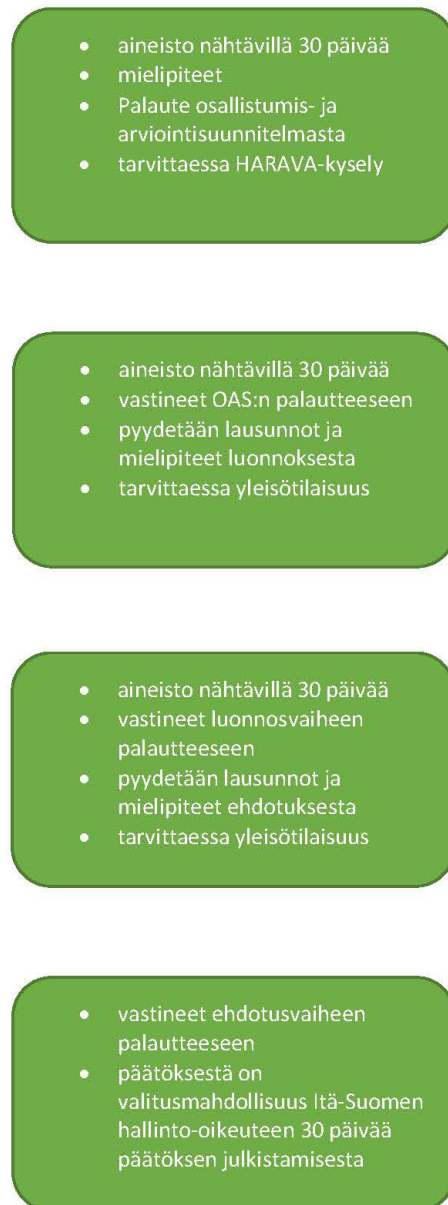 • aineisto nähtävillä 30 päivää
• mielipiteet
• Palaute osallistumis- ja
arviointisuunnitelmasta
• tarvittaessa HARAVA-kysely
• aineisto nähtävillä 30 päivää
• vastineet OAS:n palautteeseen
• pyydetään lausunnot ja
mielipiteet luonnoksesta
• tarvittaessa yleisötilaisuus
• aineisto nähtävillä 30 päivää
• vastineet luonnosvaiheen
palautteeseen
• pyydetään lausunnot ja
mielipiteet ehdotuksesta
• tarvittaessa yleisötilaisuus
• vastineet ehdotusvaiheen
palautteeseen
• päätöksestä on
valitusmahdollisuus Itä-Suomen
hallinto-oikeuteen 30 päivää
päätöksen julkistamisesta